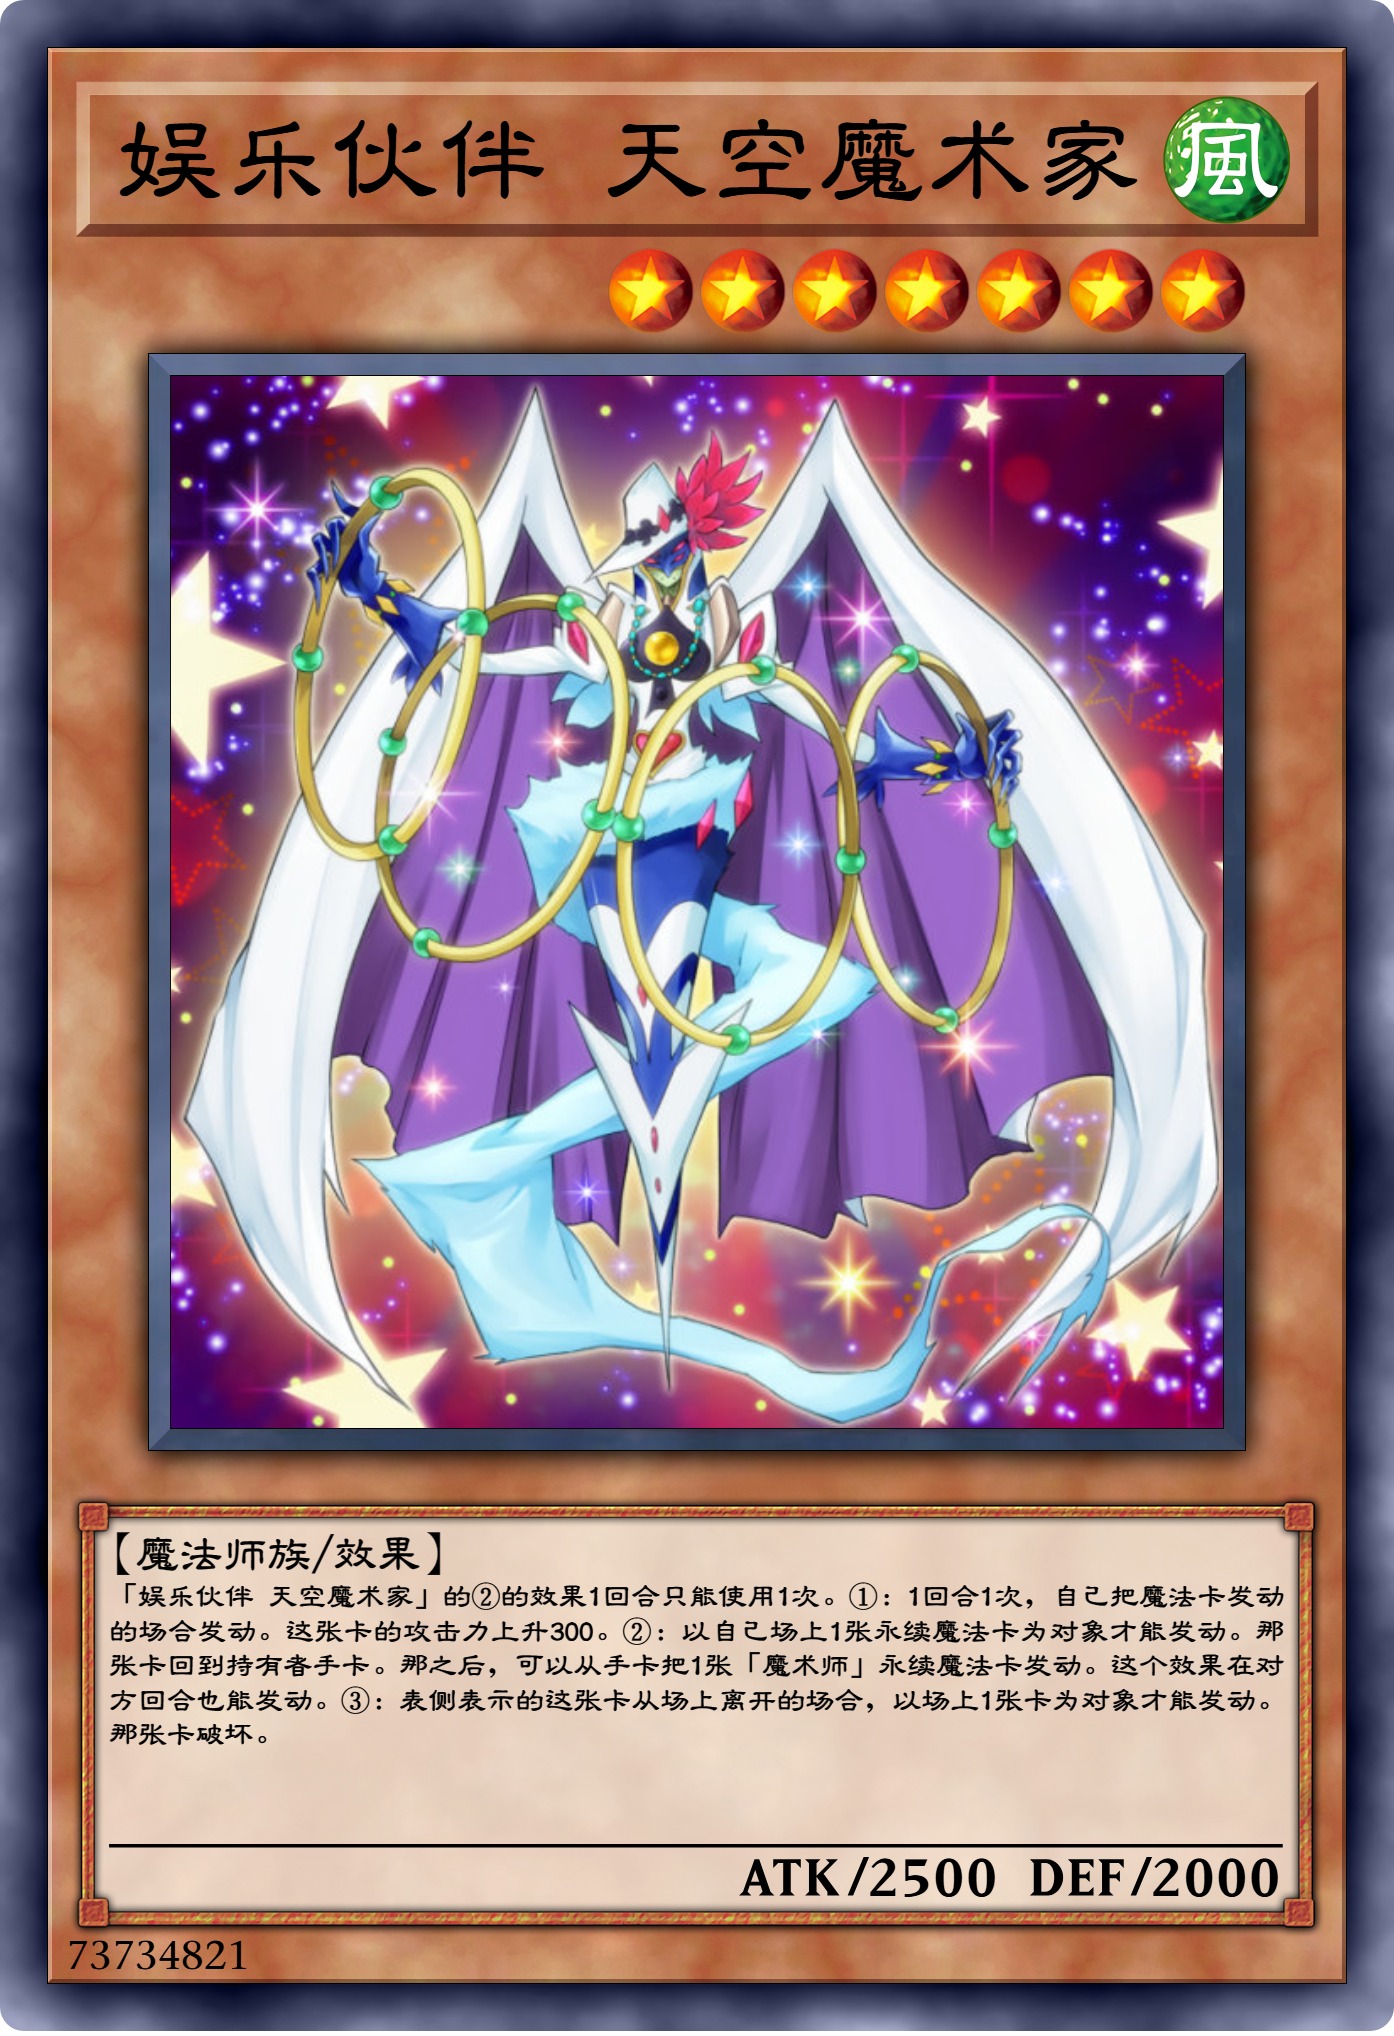 娱乐伙伴 天空魔术家 風
【魔法师族/效果】
「娱乐伙伴 天空魔术家」的②的效果1回合只能使用1次。①：1回合1次，自己把魔法卡发动
的场合发动。这张卡的攻击力上升300。②：以自己场上1张永续魔法卡为对象才能发动。那
张卡回到持有者手卡。那之后，可以从手卡把1张「魔术师」永续魔法卡发动。这个效果在对
方回合也能发动。③：表侧表示的这张卡从场上离开的场合，以场上1张卡为对象才能发动。
那张卡破坏。
ATK/2500 DEF/2000
73734821